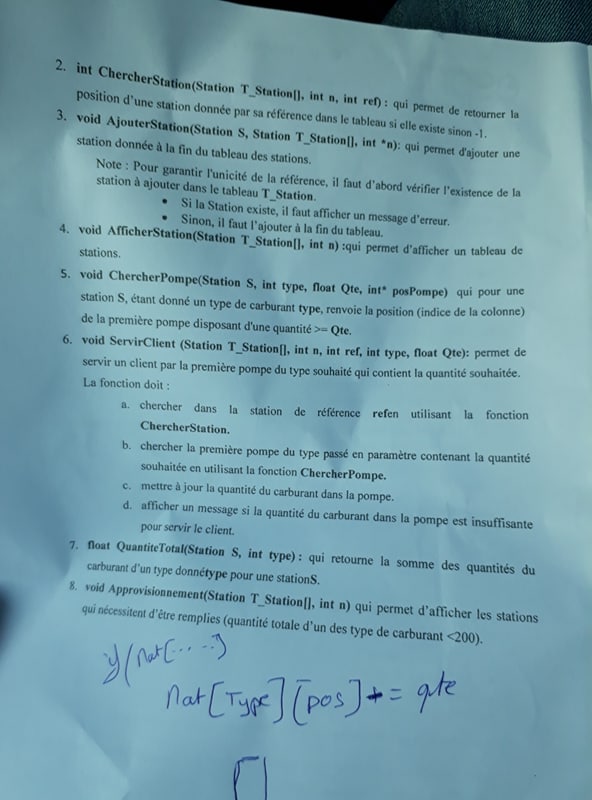 2. int ChercherStation(Station T_Station[], int n, int ref) : qui permet de retourner la
position d'une station donnée par sa référence dans le tableau si elle existe sinon -1.
3. void AjouterStation(Station S, Station T_Station[], int *n): qui permet d'ajouter une
station donnée à la fin du tableau des stations.
Note : Pour garantir l'unicité de la référence, il faut d'abord vérifier l'existence de la
station à ajouter dans le tableau T_Station.
• Si la Station existe, il faut afficher un message d'erreur.
• Sinon, il faut l'ajouter à la fin du tableau.
4. void AfficherStation(Station T_Station[], int n) :qui permet d'afficher un tableau de
stations.
5. void ChercherPompe(Station S, int type, float Qte, int* posPompe) qui pour une
station S, étant donné un type de carburant type, renvoie la position (indice de la colonne)
de la première pompe disposant d'une quantité >= Qte.
6. void ServirClient (Station T_Station[], int n, int ref, int type, float Qte): permet de
servir un client par la première pompe du type souhaité qui contient la quantité souhaitée.
La fonction doit :
a. chercher dans la station de référence refen utilisant la fonction
ChercherStation.
b. chercher la première pompe du type passé en paramètre contenant la quantité
souhaitée en utilisant la fonction ChercherPompe.
c. mettre à jour la quantité du carburant dans la pompe.
d. afficher un message si la quantité du carburant dans la pompe est insuffisante
pour servir le client.
7. float QuantiteTotal(Station S, int type) : qui retourne la somme des quantités du
carburant d'un type donnétype pour une stationS.
8. void Approvisionnement(Station T_Station[], int n) qui permet d'afficher les stations
qui nécessitent d'être remplies (quantité totale d'un des type de carburant <200).
(mat[.....]
mat[Type][pos] += qte